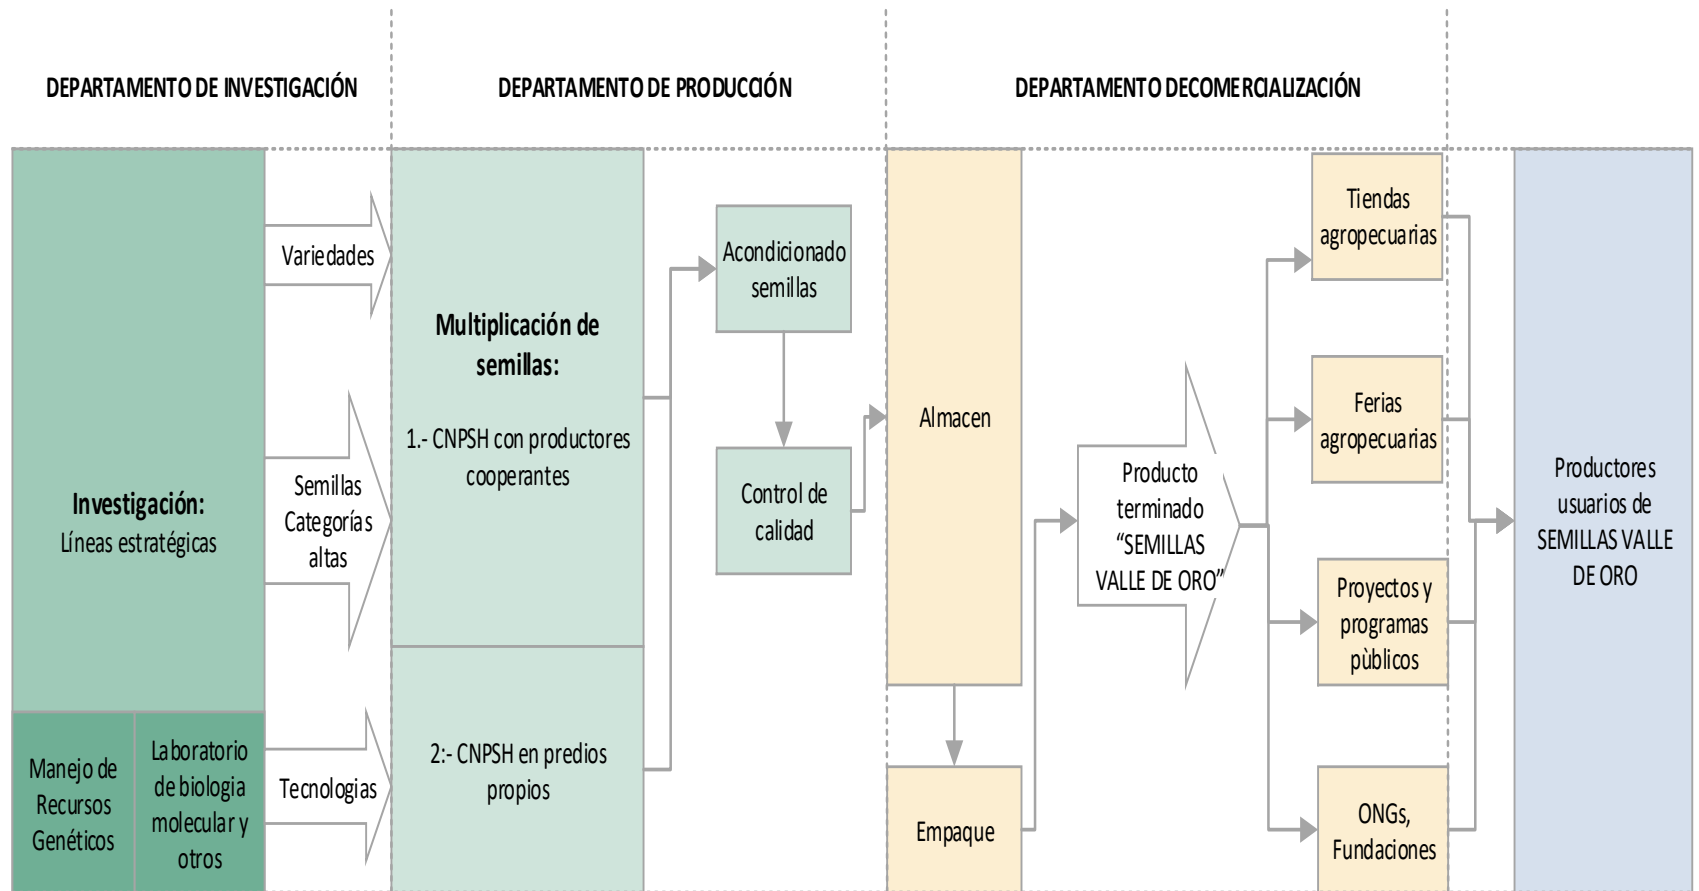 DEPARTAMENTO DE INVESTIGACIÓN
DEPARTAMENTO DE PRODUCCIÓN
DEPARTAMENTO DECOMERCIALIZACIÓN
Investigación:
Líneas estratégicas
Manejo de
Recursos
Genéticos
Laboratorio
de biologia
molecular y
otros
Variedades
Semillas
Categorías
altas
Tecnologias
Multiplicación de
semillas:
1.- CNPSH con productores
cooperantes
2:- CNPSH en predios
propios
Acondicionado
semillas
Control de
calidad
Almacen
Empaque
Producto
terminado
“SEMILLAS
VALLE DE ORO”
Tiendas
agropecuarias
Ferias
agropecuarias
Proyectos y
programas
pùblicos
ONGs,
Fundaciones
Productores
usuarios de
SEMILLAS VALLE
DE ORO